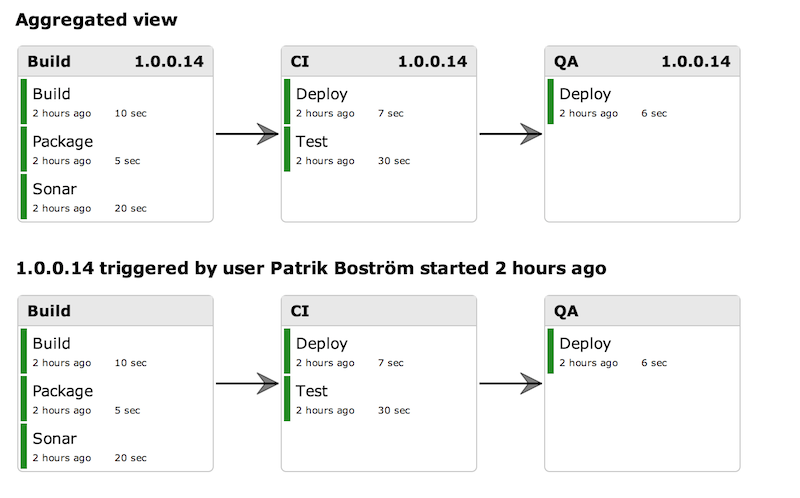 Aggregated view
Build 1.0.0.14 CI 1.0.0.14 QA 1.0.0.14
Build Deploy Deploy
2 hours ago 10 sec 2 hours ago 7 sec 2 hours ago 6 sec
Package Test
2 hours ago 5 sec 2 hours ago 30 sec
Sonar
2 hours ago 20 sec
1.0.0.14 triggered by user Patrik Boström started 2 hours ago
Build CI QA
Build Deploy Deploy
2 hours ago 10 sec 2 hours ago 7 sec 2 hours ago 6 sec
Package Test
2 hours ago 5 sec 2 hours ago 30 sec
Sonar
2 hours ago 20 sec